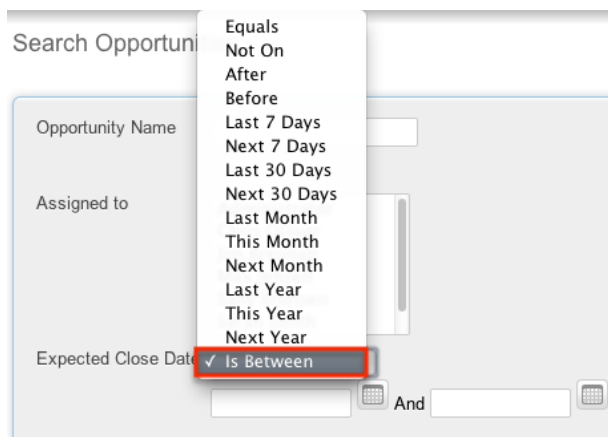 Search Opportuni
Equals
Not On
After
Before
Last 7 Days
Next 7 Days
Last 30 Days
Next 30 Days
Last Month
This Month
Next Month
Last Year
This Year
Next Year
✓ Is Between
Opportunity Name
Assigned to
Expected Close Date
And